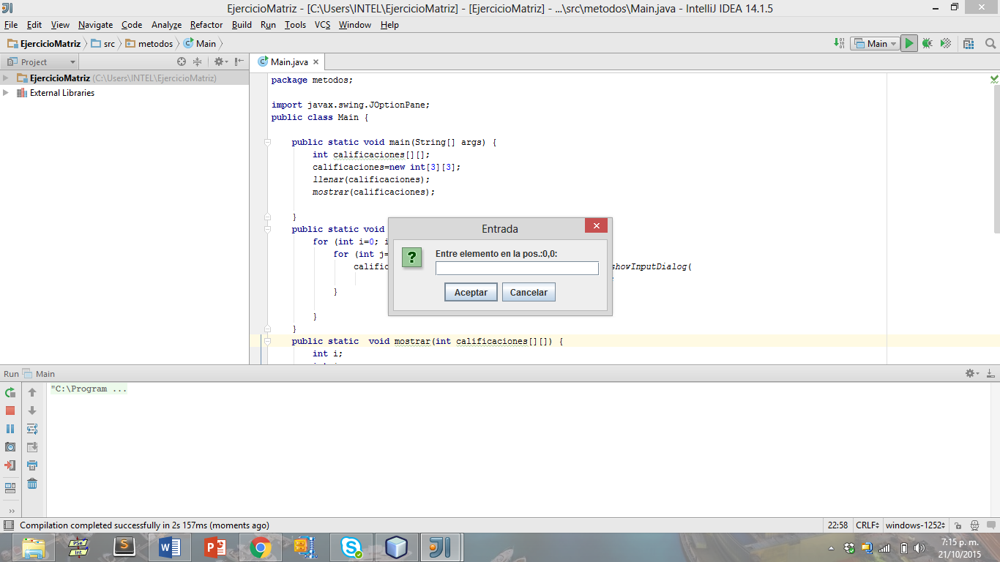 EjercicioMatriz - [C:\Users\INTEL\EjercicioMatriz] - [EjercicioMatriz] - ...\src\metodos\Main.java - IntelliJ IDEA 14.1.5
File Edit View Navigate Code Analyze Refactor Build Run Tools VCS Window Help
EjercicioMatriz src metodos Main
Main
Project
Main.java
EjercicioMatriz (C:\Users\INTEL\EjercicioMatriz)
External Libraries
package metodos;
import javax.swing.JOptionPane;
public class Main {
public static void main(String[] args) {
int calificaciones[][];
calificaciones=new int[3][3];
llenar(calificaciones);
mostrar(calificaciones);
}
public static void
for (int i=0; i
for (int j=
califi
showInputDialog(
}
}
}
public static  void mostrar(int calificaciones[][]) {
int i;
Entrada
Entre elemento en la pos.:0,0:
Aceptar Cancelar
Run Main
"C:\Program ...
Compilation completed successfully in 2s 157ms (moments ago)
22:58 CRLF windows-1252
PSe
Int
7:15 p. m.
21/10/2015